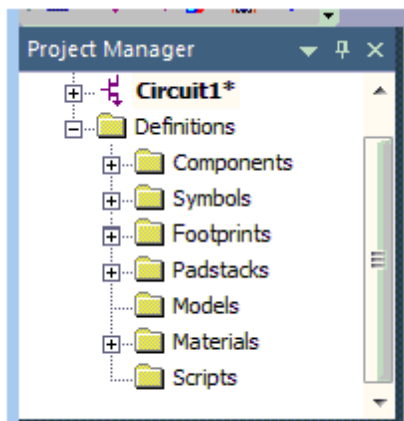 Project Manager
Circuit1*
Definitions
Components
Symbols
Footprints
Padstacks
Models
Materials
Scripts